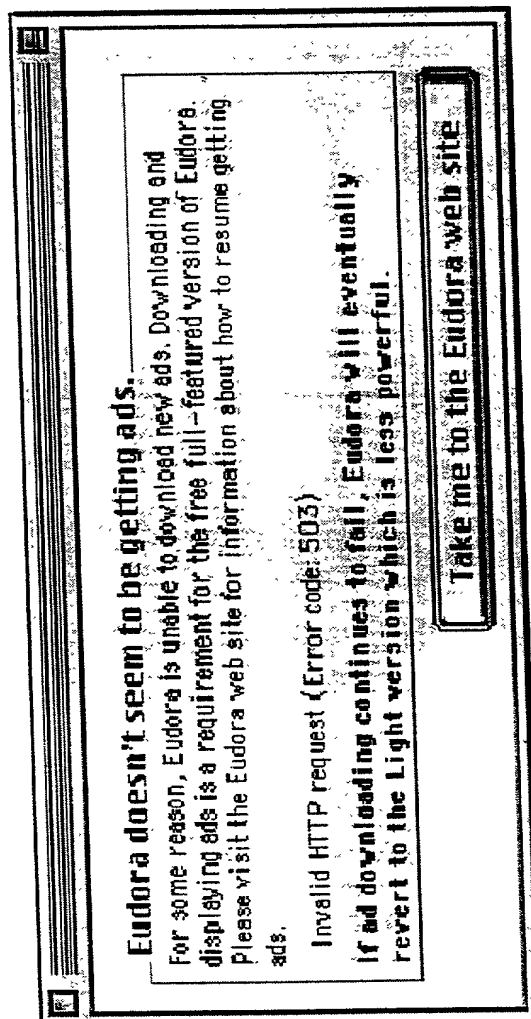 Eudora doesn't seem to be getting ads.
For some reason, Eudora is unable to download new ads. Downloading and
displaying ads is a requirement for the free full-featured version of Eudora.
Please visit the Eudora web site for information about how to resume getting
ads.
Invalid HTTP request (Error code: 503)
If ad downloading continues to fail, Eudora will eventually
revert to the Light version which is less powerful.
Take me to the Eudora web site